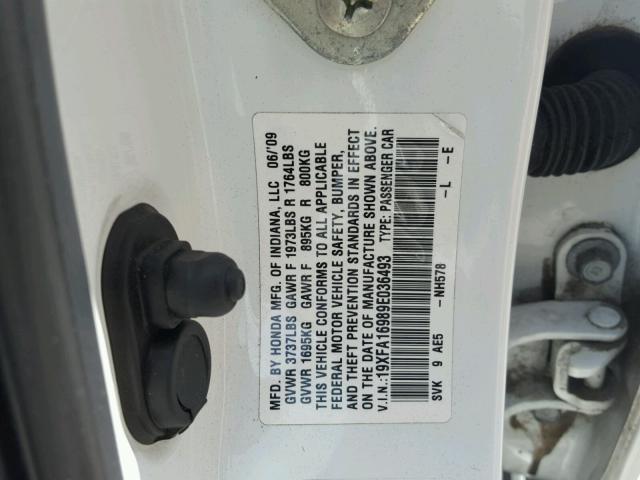 MFD. BY HONDA MFG. OF INDIANA, LLC 06/'09
GVWR 3737LBS GAWR F 1973LBS R 1764LBS
GVWR 1695KG GAWR F 895KG R 800KG
THIS VEHICLE CONFORMS TO ALL APPLICABLE
FEDERAL MOTOR VEHICLE SAFETY, BUMPER,
AND THEFT PREVENTION STANDARDS IN EFFECT
ON THE DATE OF MANUFACTURE SHOWN ABOVE.
V.I.N.:19XFA16989E036493 TYPE: PASSENGER CAR
SVK 9 AE5 -NH578 -L -E